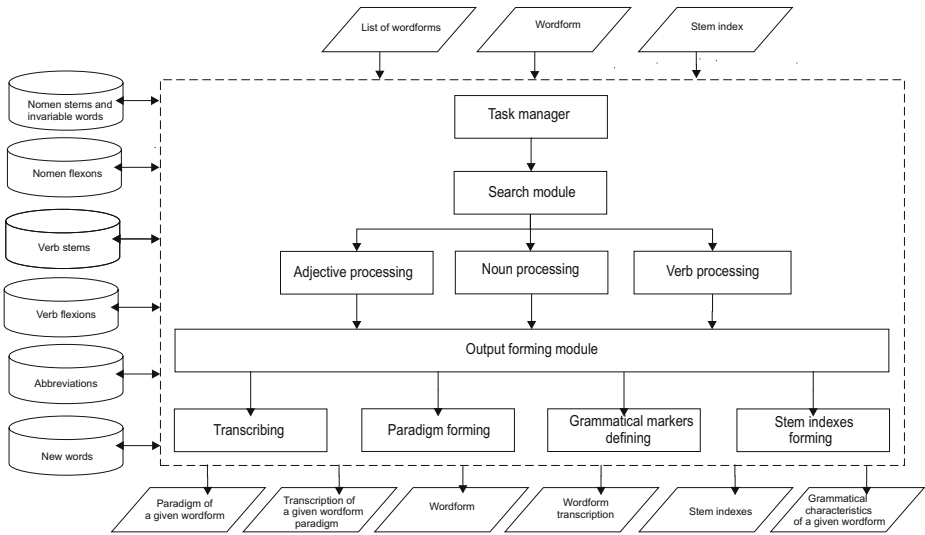 List of wordforms
Wordform
Stem index
Nomen stems and
invariable words
Task manager
Nomen flexons
Search module
Verb stems
Adjective processing
Noun processing
Verb processing
Verb flexions
Output forming module
Abbreviations
Transcribing
Paradigm forming
Grammatical markers
defining
Stem indexes
forming
New words
Paradigm of
a given wordform
Transcription of
a given wordform
paradigm
Wordform
Wordform
transcription
Stem indexes
Grammatical
characteristics
of a given wordform